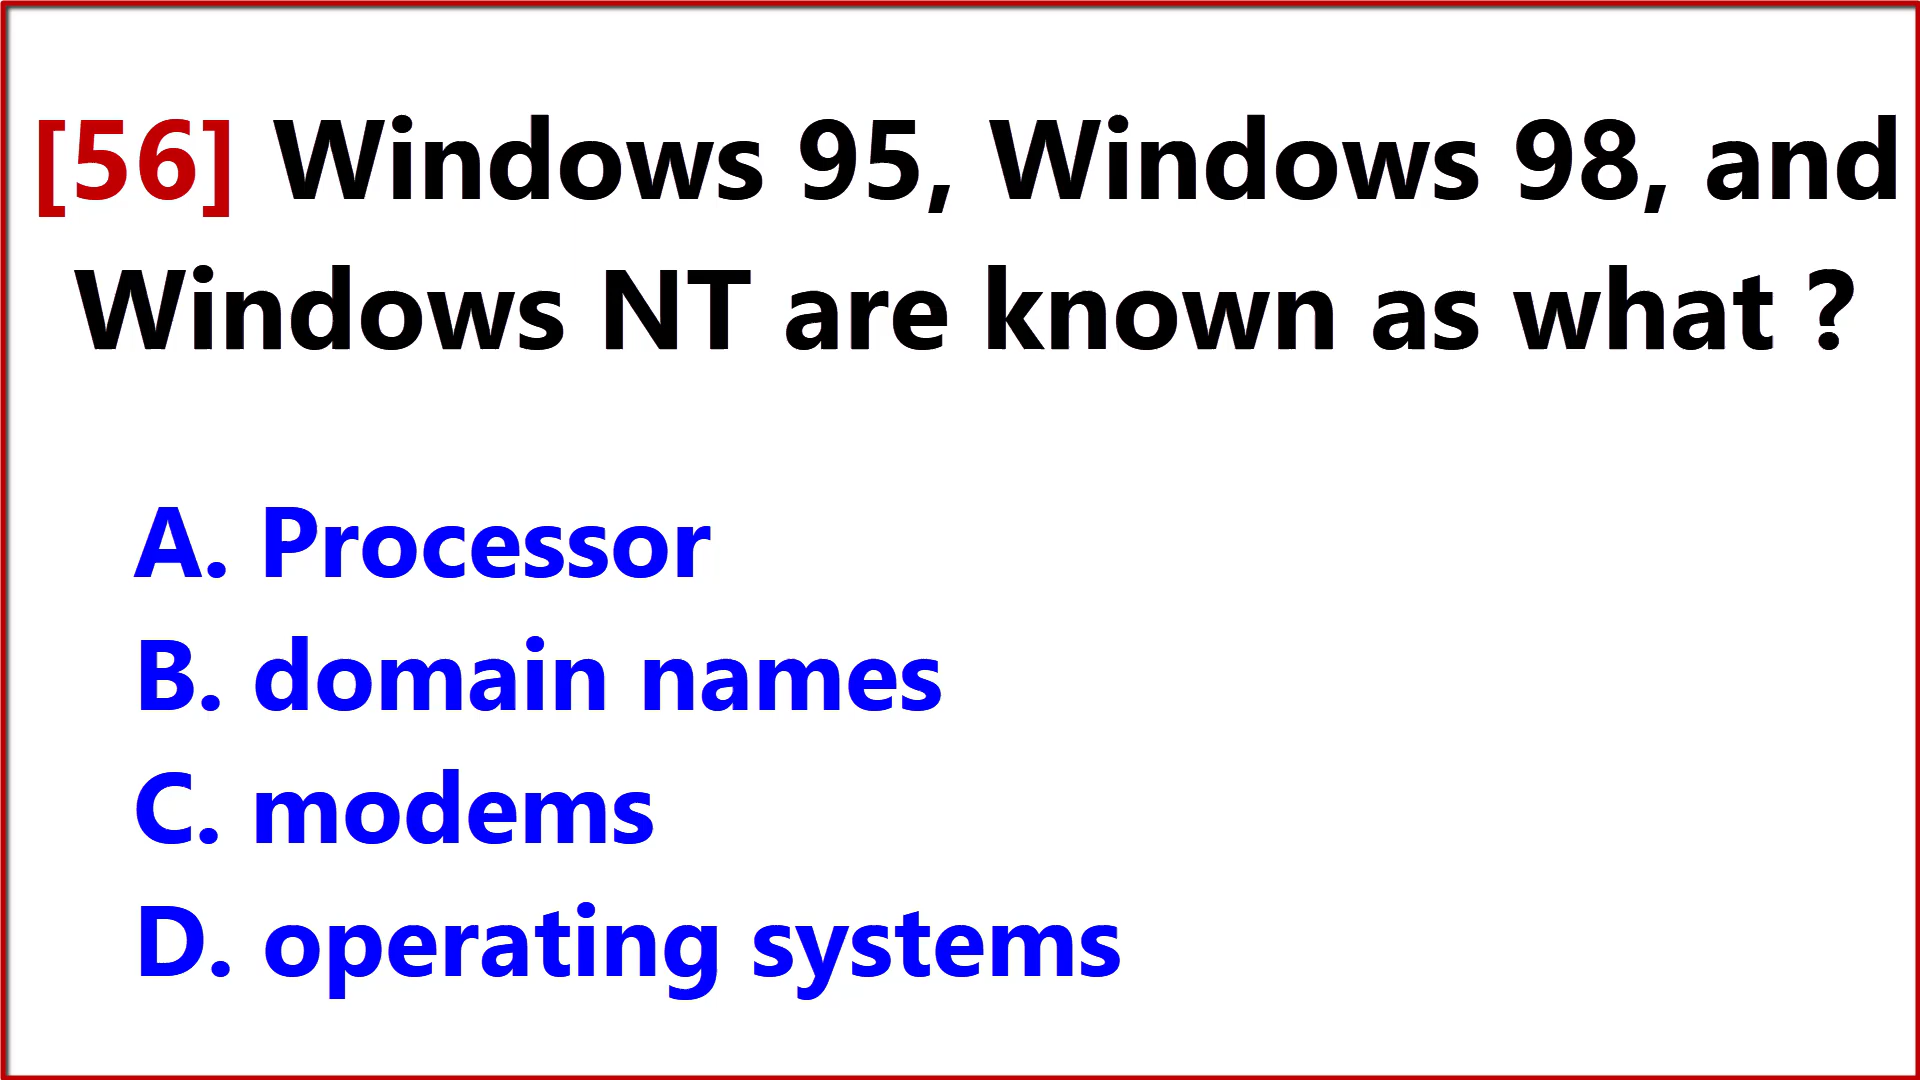 [56] Windows 95, Windows 98, and
Windows NT are known as what ?
A. Processor
B. domain names
C. modems
D. operating systems